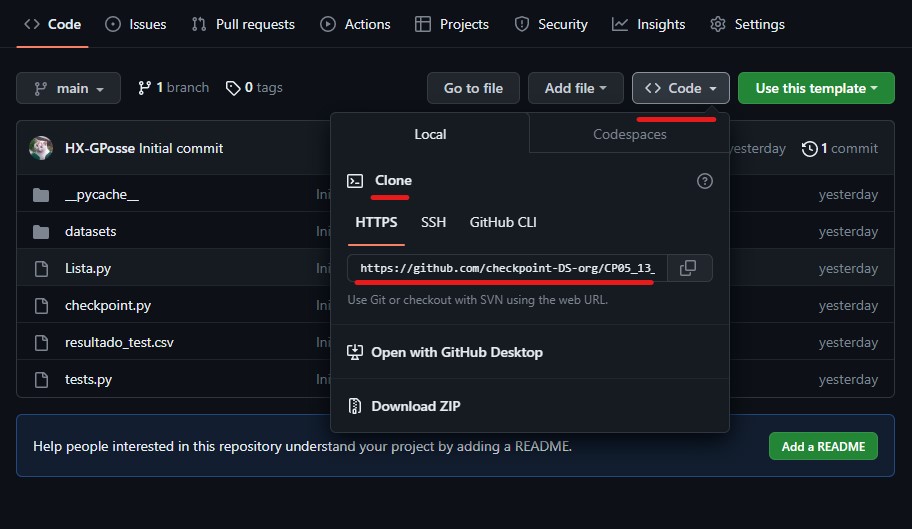 Code Issues Pull requests Actions Projects Security Insights Settings
main 1 branch 0 tags Go to file Add file Code Use this template
Local Codespaces
HX-GPosse Initial commit yesterday 1 commit
Clone
__pycache__ Ini yesterday
HTTPS SSH GitHub CLI
datasets yesterday
Lista.py Ini yesterday
https://github.com/checkpoint-DS-org/CP05_13_
checkpoint.py Ini yesterday
Use Git or checkout with SVN using the web URL.
resultado_test.csv Ini yesterday
Open with GitHub Desktop
tests.py Ini yesterday
Download ZIP
Help people interested in this repository understand your project by adding a README. Add a README